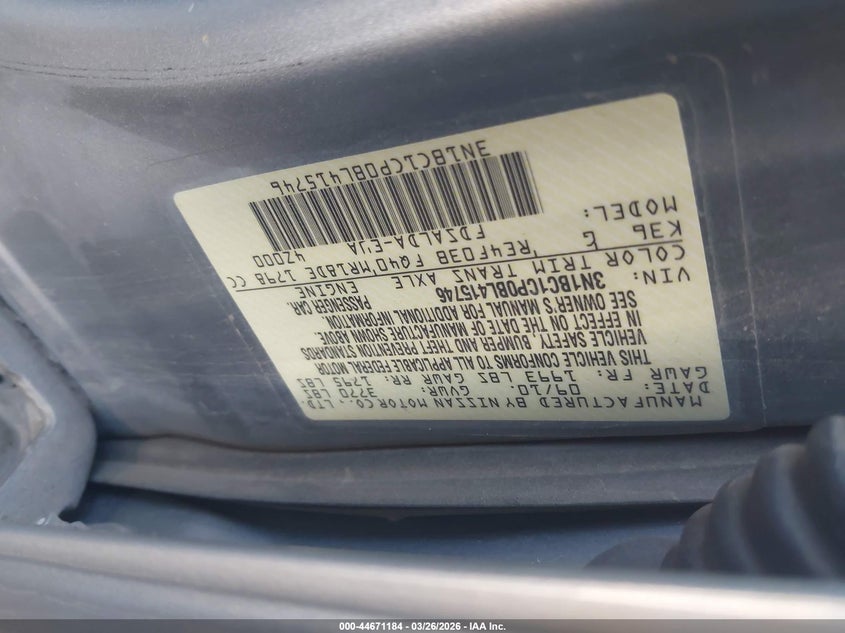 MANUFACTURED BY NISSAN MOTOR CO., LTD.
DATE: 09/10 GVWR: 3770 LBS
GAWR FR: 1993 LBS GAWR RR: 1795 LBS
THIS VEHICLE CONFORMS TO ALL APPLICABLE FEDERAL MOTOR
VEHICLE SAFETY BUMPER AND THEFT PREVENTION STANDARDS
IN EFFECT ON THE DATE OF MANUFACTURE SHOWN ABOVE.
SEE OWNER'S MANUAL FOR ADDITIONAL INFORMATION.
VIN: 3N1BC1CP0BL415746 PASSENGER CAR
COLOR TRIM TRANS AXLE ENGINE
K36 G RE4F03B FQ40 MR18DE 1798 CC
MODEL: FDSALDA-EJA 4Z000
3N1BC1CP0BL415746
000-44671184 | 03/26/2026 - IAA Inc.